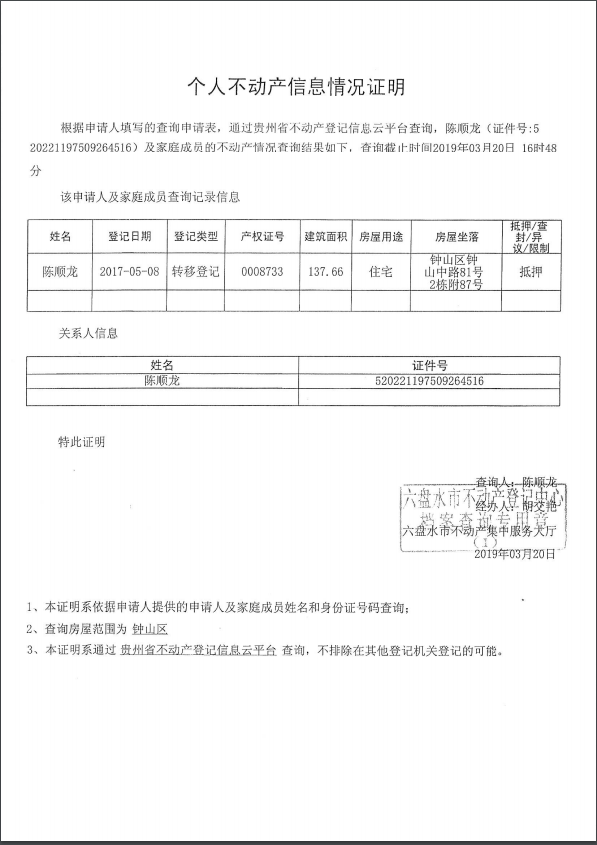 个人不动产信息情况证明
根据申请人填写的查询申请表，通过贵州省不动产登记信息云平台查询，陈顺龙（证件号:5
20221197509264516）及家庭成员的不动产情况查询结果如下，查询截止时间2019年03月20日 16时48
分
该申请人及家庭成员查询记录信息
姓名 登记日期 登记类型 产权证号 建筑面积 房屋用途 房屋坐落 抵押/查封/异议/限制
陈顺龙 2017-05-08 转移登记 0008733 137.66 住宅 钟山区钟山中路81号2栋附87号 抵押
关系人信息
姓名 证件号
陈顺龙 520221197509264516
特此证明
查询人：陈顺龙
六盘水市不动产登记中心
经办人：胡交艳
档案查询专用章
六盘水市不动产集中服务大厅
（1）
2019年03月20日
1、本证明系依据申请人提供的申请人及家庭成员姓名和身份证号码查询；
2、查询房屋范围为 钟山区
3、本证明系通过 贵州省不动产登记信息云平台 查询，不排除在其他登记机关登记的可能。